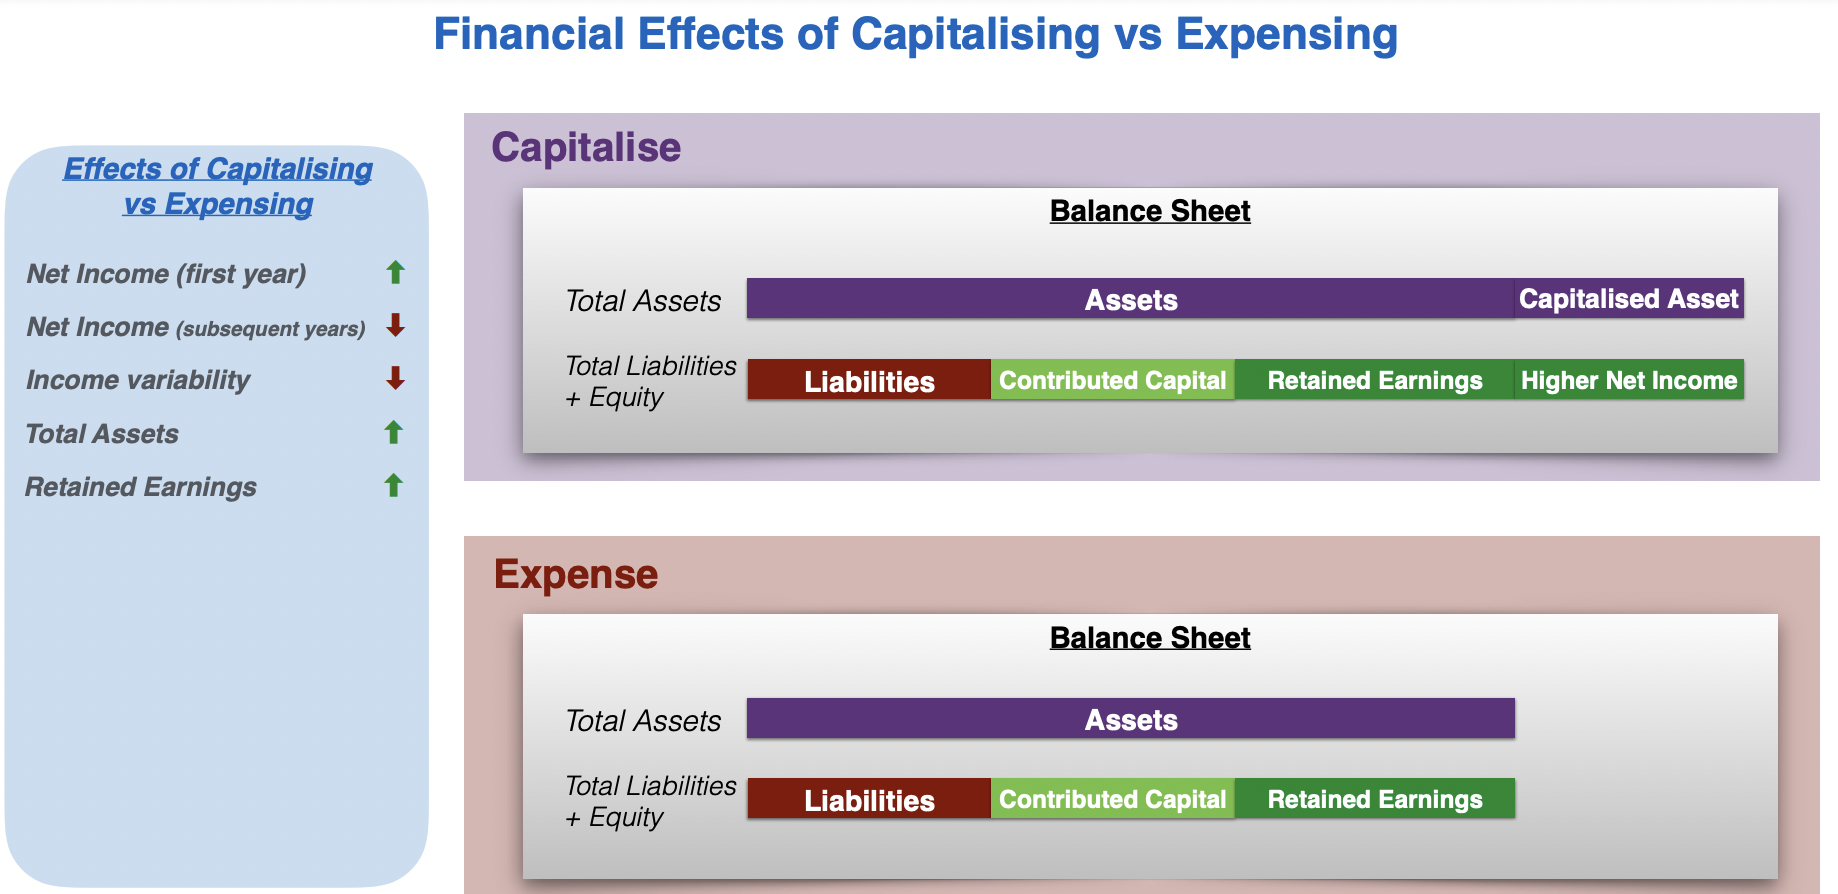 Financial Effects of Capitalising vs Expensing
Effects of Capitalising
vs Expensing
Net Income (first year)
Net Income (subsequent years)
Income variability
Total Assets
Retained Earnings
Capitalise
Balance Sheet
Total Assets
Assets
Capitalised Asset
Total Liabilities
+ Equity
Liabilities
Contributed Capital
Retained Earnings
Higher Net Income
Expense
Balance Sheet
Total Assets
Assets
Total Liabilities
+ Equity
Liabilities
Contributed Capital
Retained Earnings